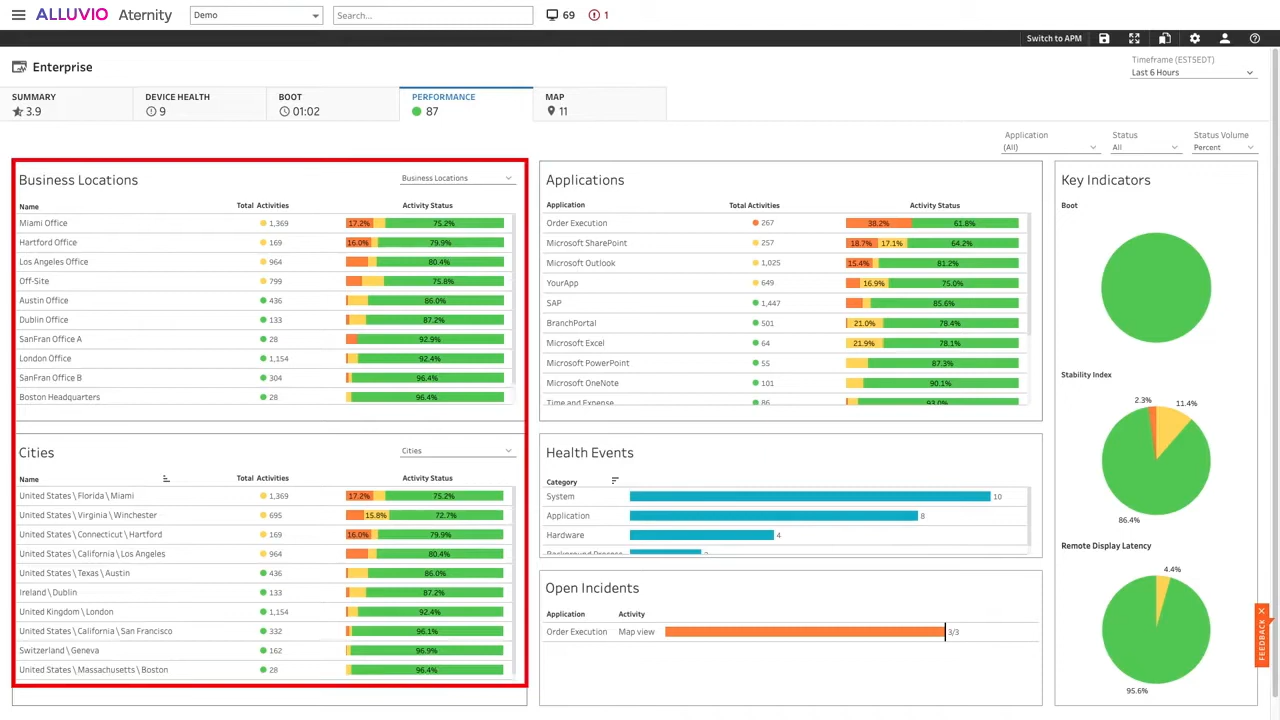 ALLUVIO Aternity Demo Search... 69 1
Switch to APM
Enterprise
Timeframe (ESTSEDT)
Last 6 Hours
SUMMARY DEVICE HEALTH BOOT PERFORMANCE MAP
3.9 9 01:02 87 11
Application Status Status Volume
(All) All Percent
Business Locations Business Locations
Name Total Activities Activity Status
Miami Office 1,369 17.2% 75.2%
Hartford Office 169 16.0% 79.9%
Los Angeles Office 964 80.4%
Off-Site 799 75.8%
Austin Office 436 86.0%
Dublin Office 133 87.2%
SanFran Office A 28 92.9%
London Office 1,154 92.4%
SanFran Office B 304 96.4%
Boston Headquarters 28 96.4%
Cities Cities
Name Total Activities Activity Status
United States \ Florida \ Miami 1,369 17.2% 75.2%
United States \ Virginia \ Winchester 695 15.8% 72.7%
United States \ Connecticut \ Hartford 169 16.0% 79.9%
United States \ California \ Los Angeles 964 80.4%
United States \ Texas \ Austin 436 86.0%
Ireland \ Dublin 133 87.2%
United Kingdom \ London 1,154 92.4%
United States \ California \ San Francisco 332 96.1%
Switzerland \ Geneva 162 96.9%
United States \ Massachusetts \ Boston 28 96.4%
Applications
Application Total Activities Activity Status
Order Execution 267 38.2% 61.8%
Microsoft SharePoint 257 18.7% 17.1% 64.2%
Microsoft Outlook 1,025 15.4% 81.2%
YourApp 649 16.9% 75.0%
SAP 1,447 85.6%
BranchPortal 501 21.0% 78.4%
Microsoft Excel 64 21.9% 78.1%
Microsoft PowerPoint 55 87.3%
Microsoft OneNote 101 90.1%
Time and Expense 86 93.0%
Health Events
Category
System 10
Application 8
Hardware 4
Background Process 2
Open Incidents
Application Activity
Order Execution Map view 3/3
Key Indicators
Boot
Stability Index
2.3% 11.4%
86.4%
Remote Display Latency
4.4%
95.6%
FEEDBACK